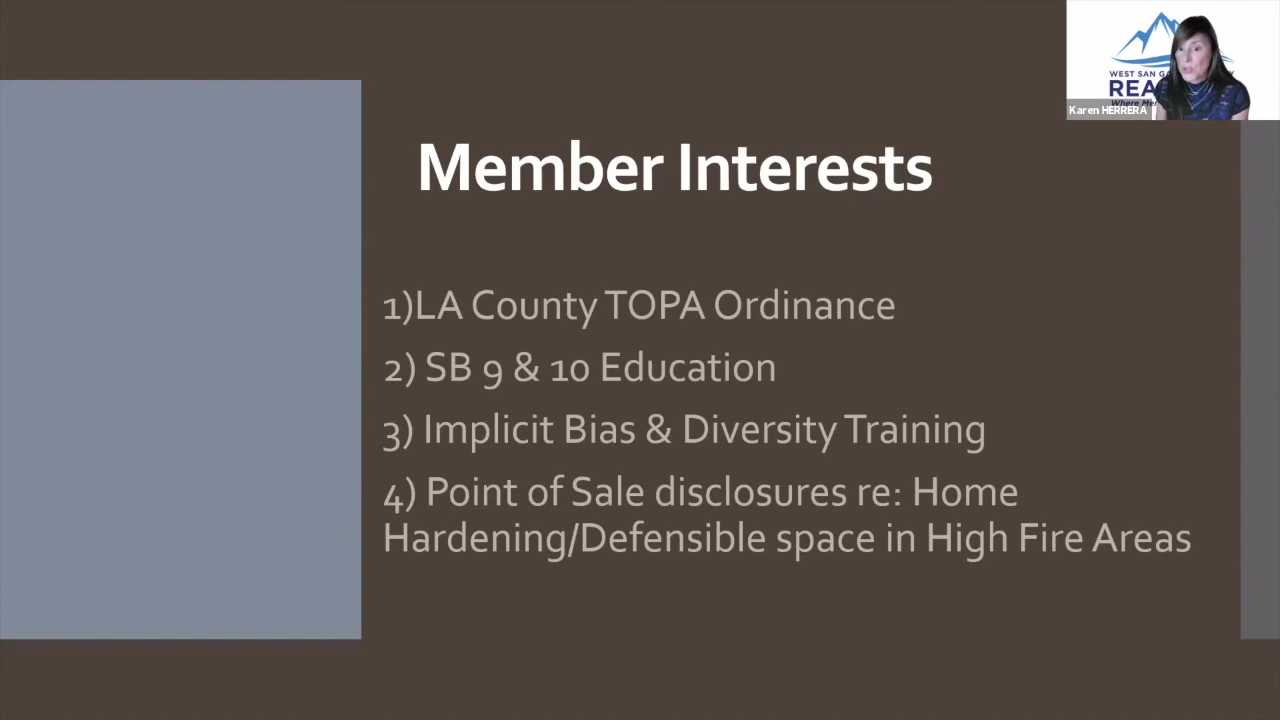 WEST SAN
REA
Where
Karen HERRERA
Member Interests
1)LA County TOPA Ordinance
2) SB 9 & 10 Education
3) Implicit Bias & Diversity Training
4) Point of Sale disclosures re: Home
Hardening/Defensible space in High Fire Areas